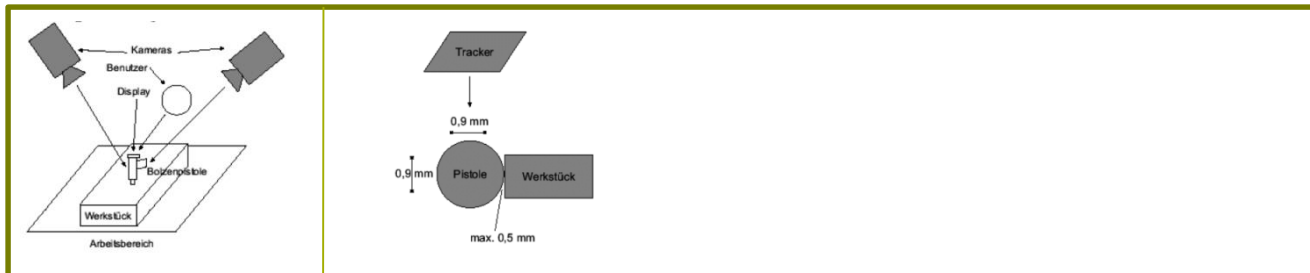 Kameras
Benutzer
Display
Bolzenpistole
Werkstück
Arbeitsbereich
Tracker
0,9 mm
0,9 mm
Pistole
Werkstück
max. 0,5 mm